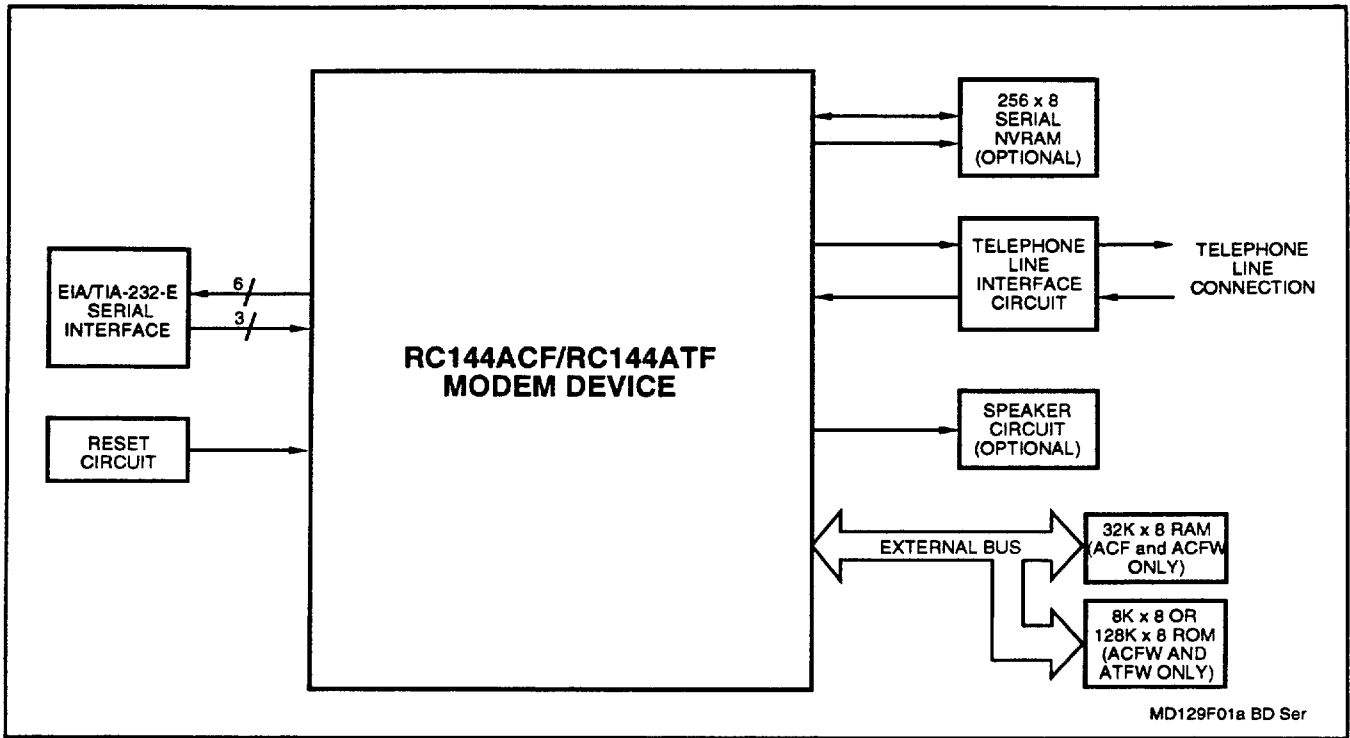 256 x 8
SERIAL
NVRAM
(OPTIONAL)
EIA/TIA-232-E
SERIAL
INTERFACE
6
3
TELEPHONE
LINE
INTERFACE
CIRCUIT
TELEPHONE
LINE
CONNECTION
RC144ACF/RC144ATF
MODEM DEVICE
RESET
CIRCUIT
SPEAKER
CIRCUIT
(OPTIONAL)
EXTERNAL BUS
32K x 8 RAM
(ACF and ACFW
ONLY)
8K x 8 OR
128K x 8 ROM
(ACFW AND
ATFW ONLY)
MD129F01a BD Ser